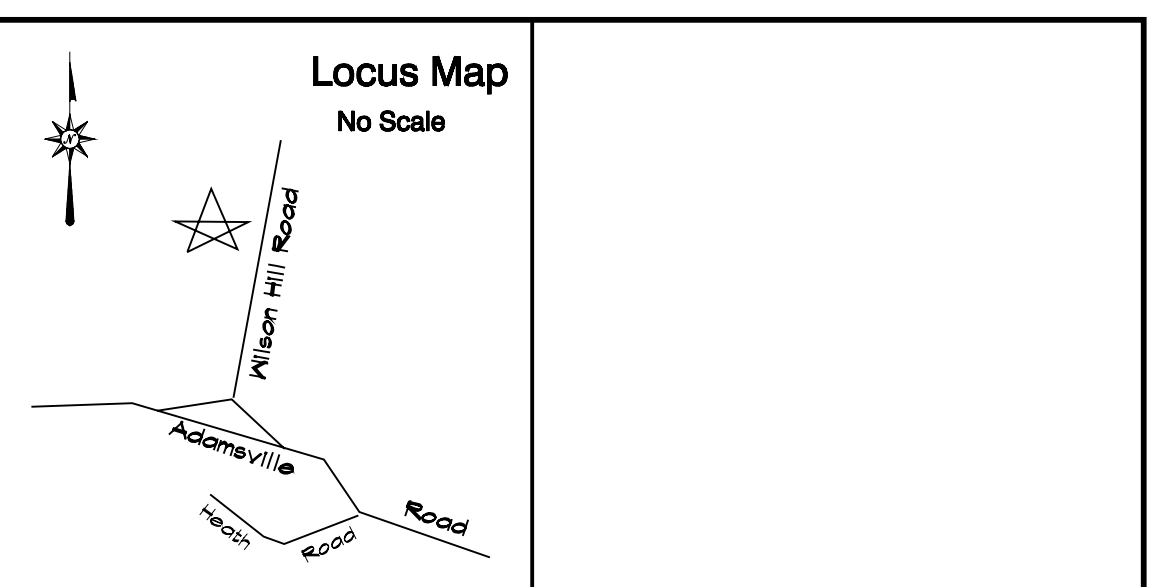 Locus Map
No Scale
N
Wilson Hill Road
Adamsville Road
Heath Road